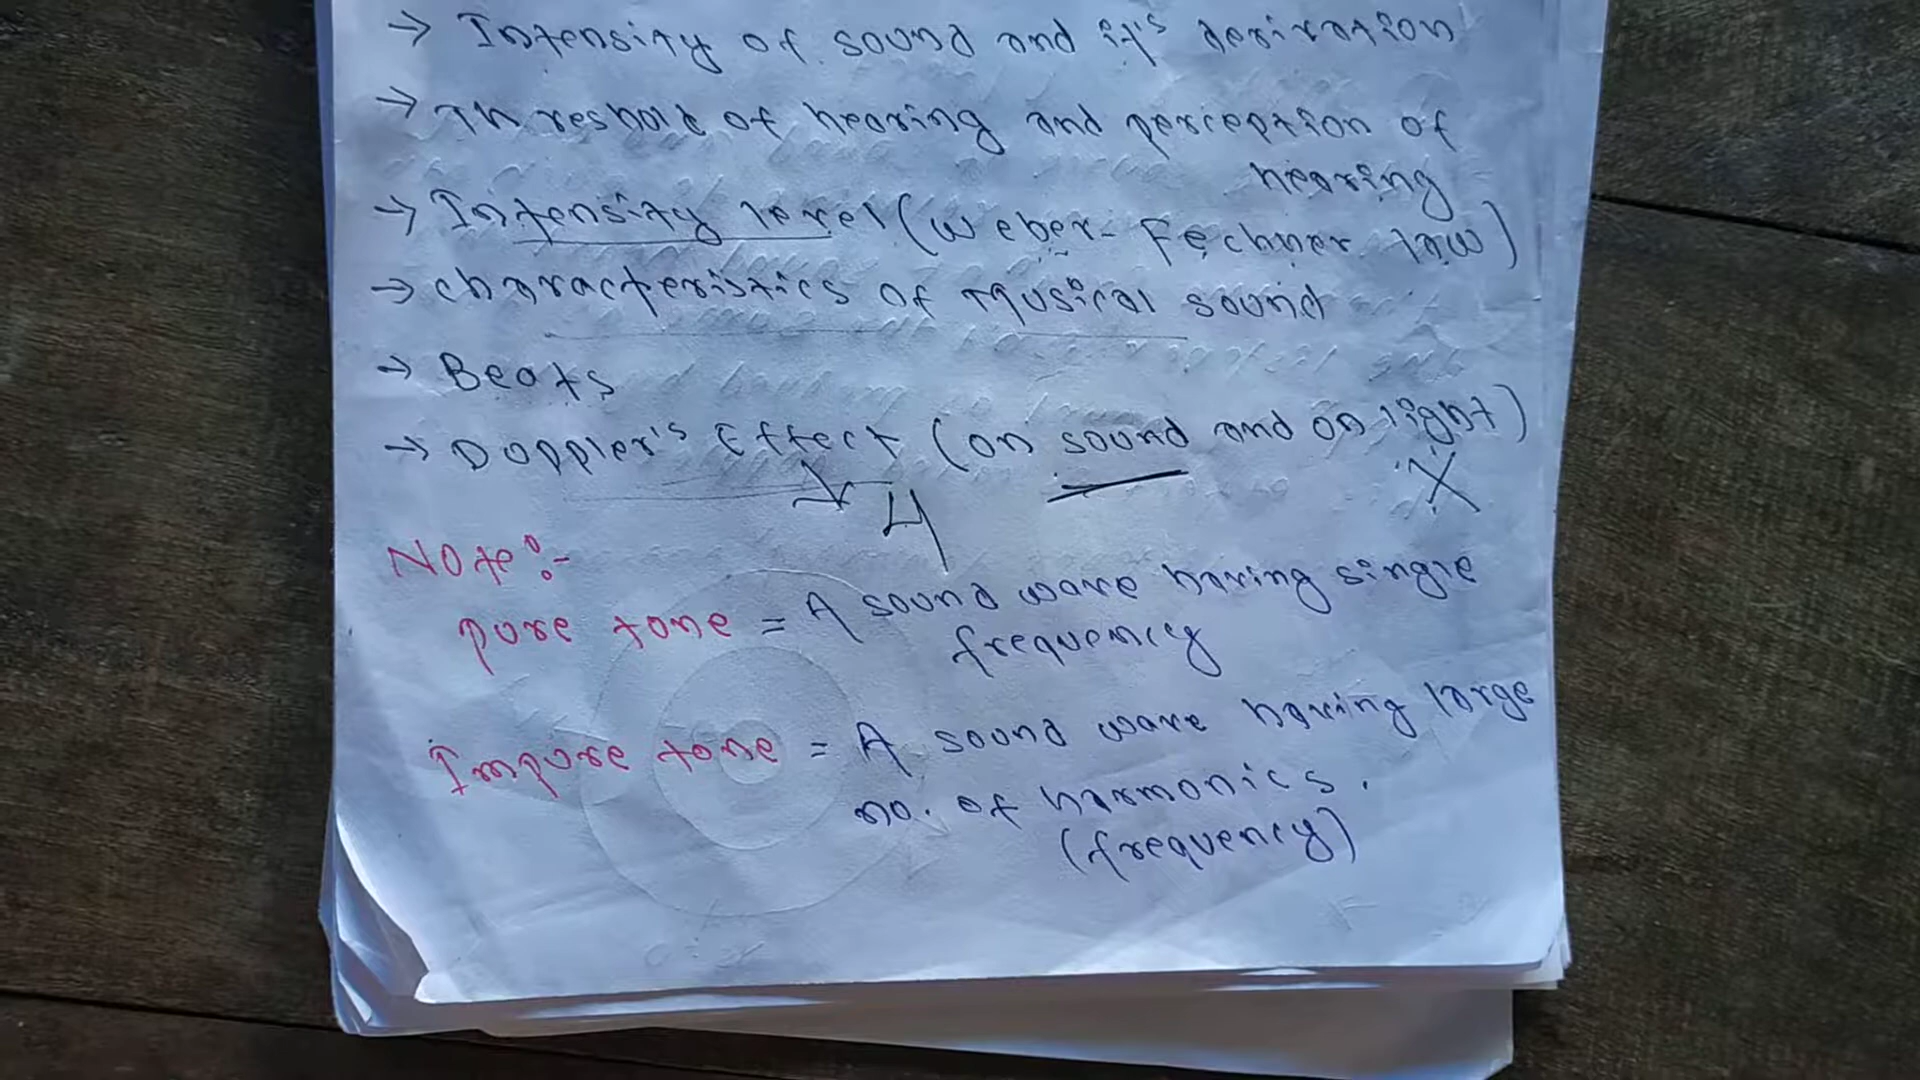 → Intensity of sound and it's derivation
→ Threshold of hearing and perception of
hearing
→ Intensity level (Weber-Fechner law)
→ characteristics of Musical sound
→ Beats
→ Doppler's Effect (on sound and on light)
4 X
Note:-
pure tone = A sound wave having single
frequency
Impure tone = A sound wave having large
no. of harmonics.
(frequency)